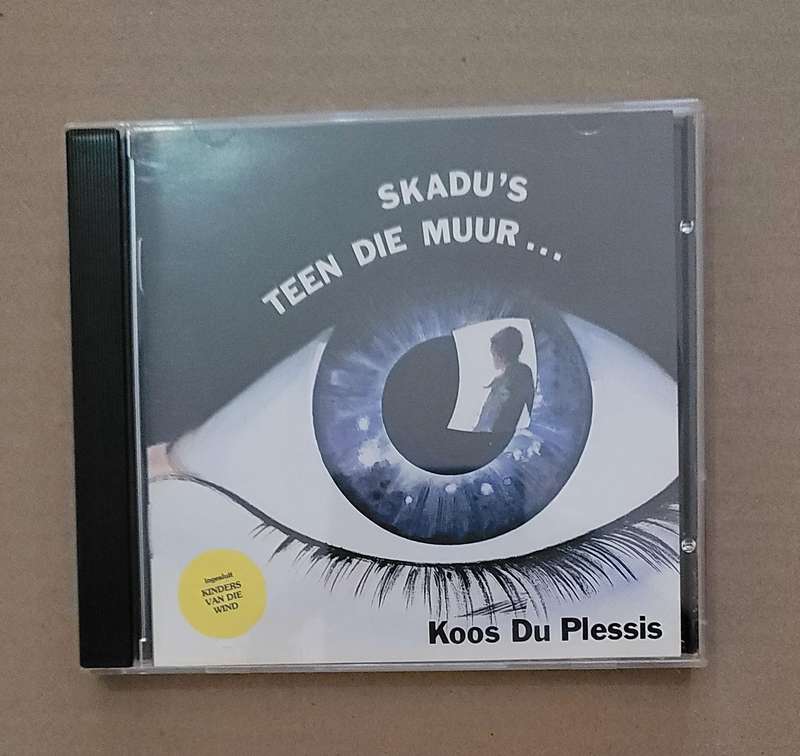 SKADU'S
TEEN DIE MUUR...
Ingesluit
KINDERS
VAN DIE
WIND
Koos Du Plessis